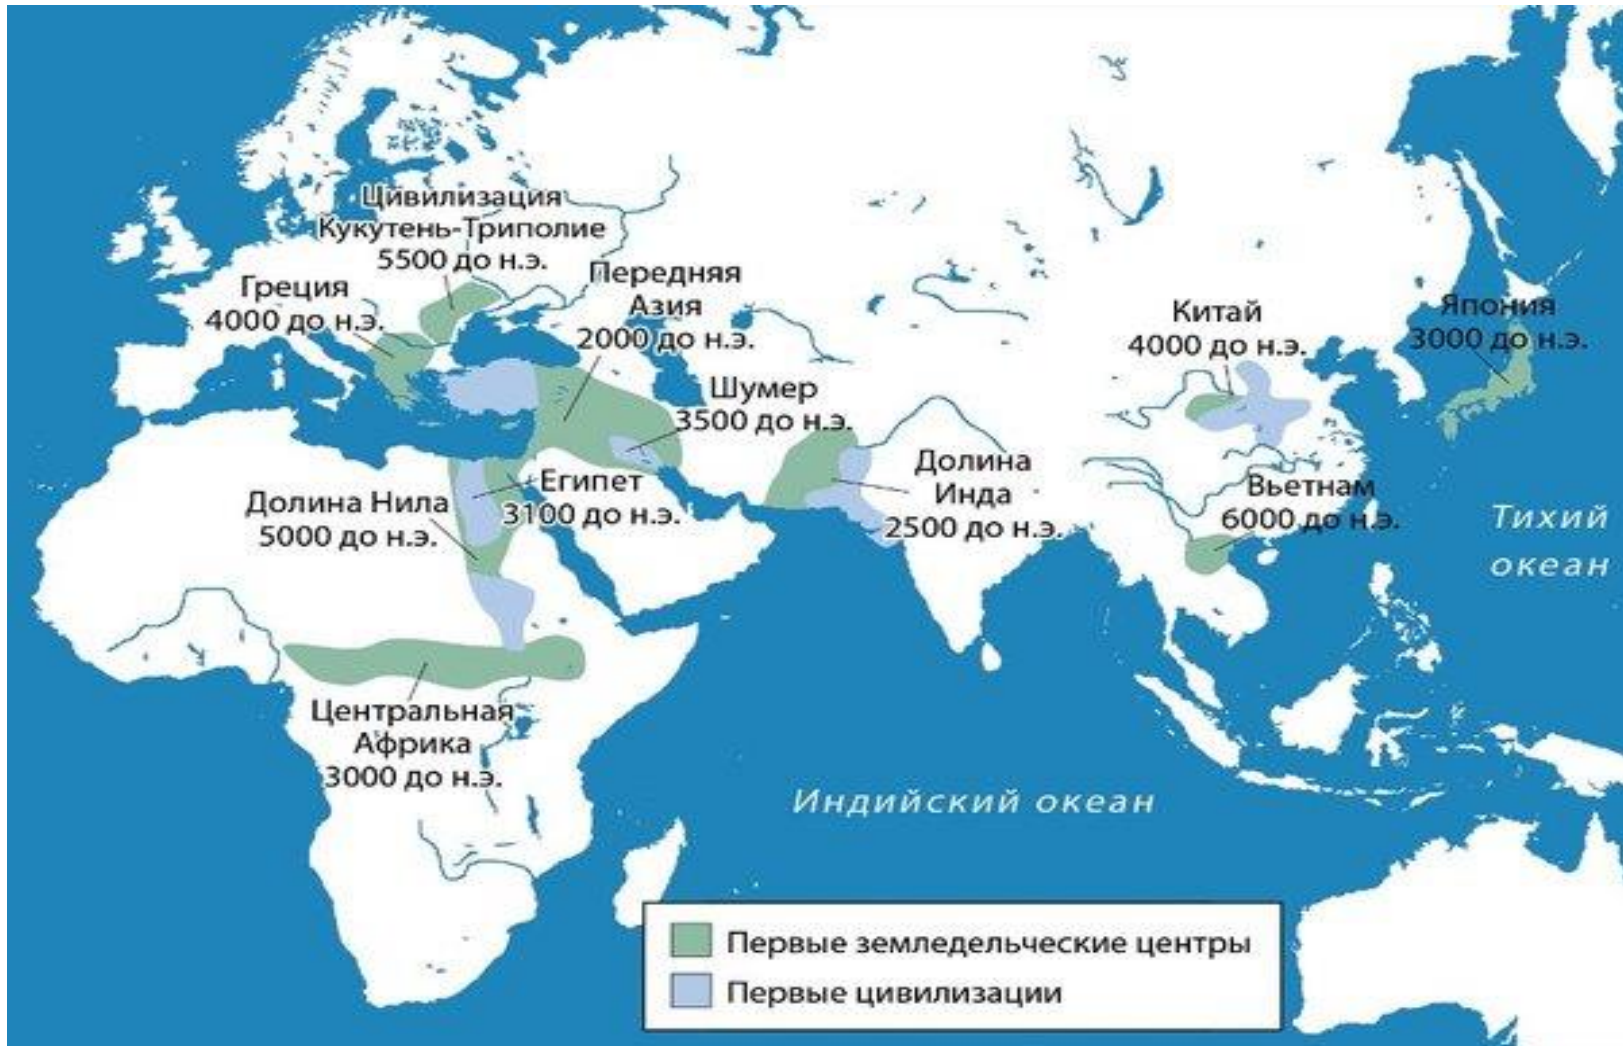 Цивилизация
Кукутень-Триполие
5500 до н.э.
Греция
4000 до н.э.
Передняя
Азия
2000 до н.э.
Китай
4000 до н.э.
Япония
3000 до н.э.
Шумер
3500 до н.э.
Долина
Инда
2500 до н.э.
Египет
3100 до н.э.
Долина Нила
5000 до н.э.
Вьетнам
6000 до н.э.
Тихий
океан
Центральная
Африка
3000 до н.э.
Индийский океан
Первые земледельческие центры
Первые цивилизации